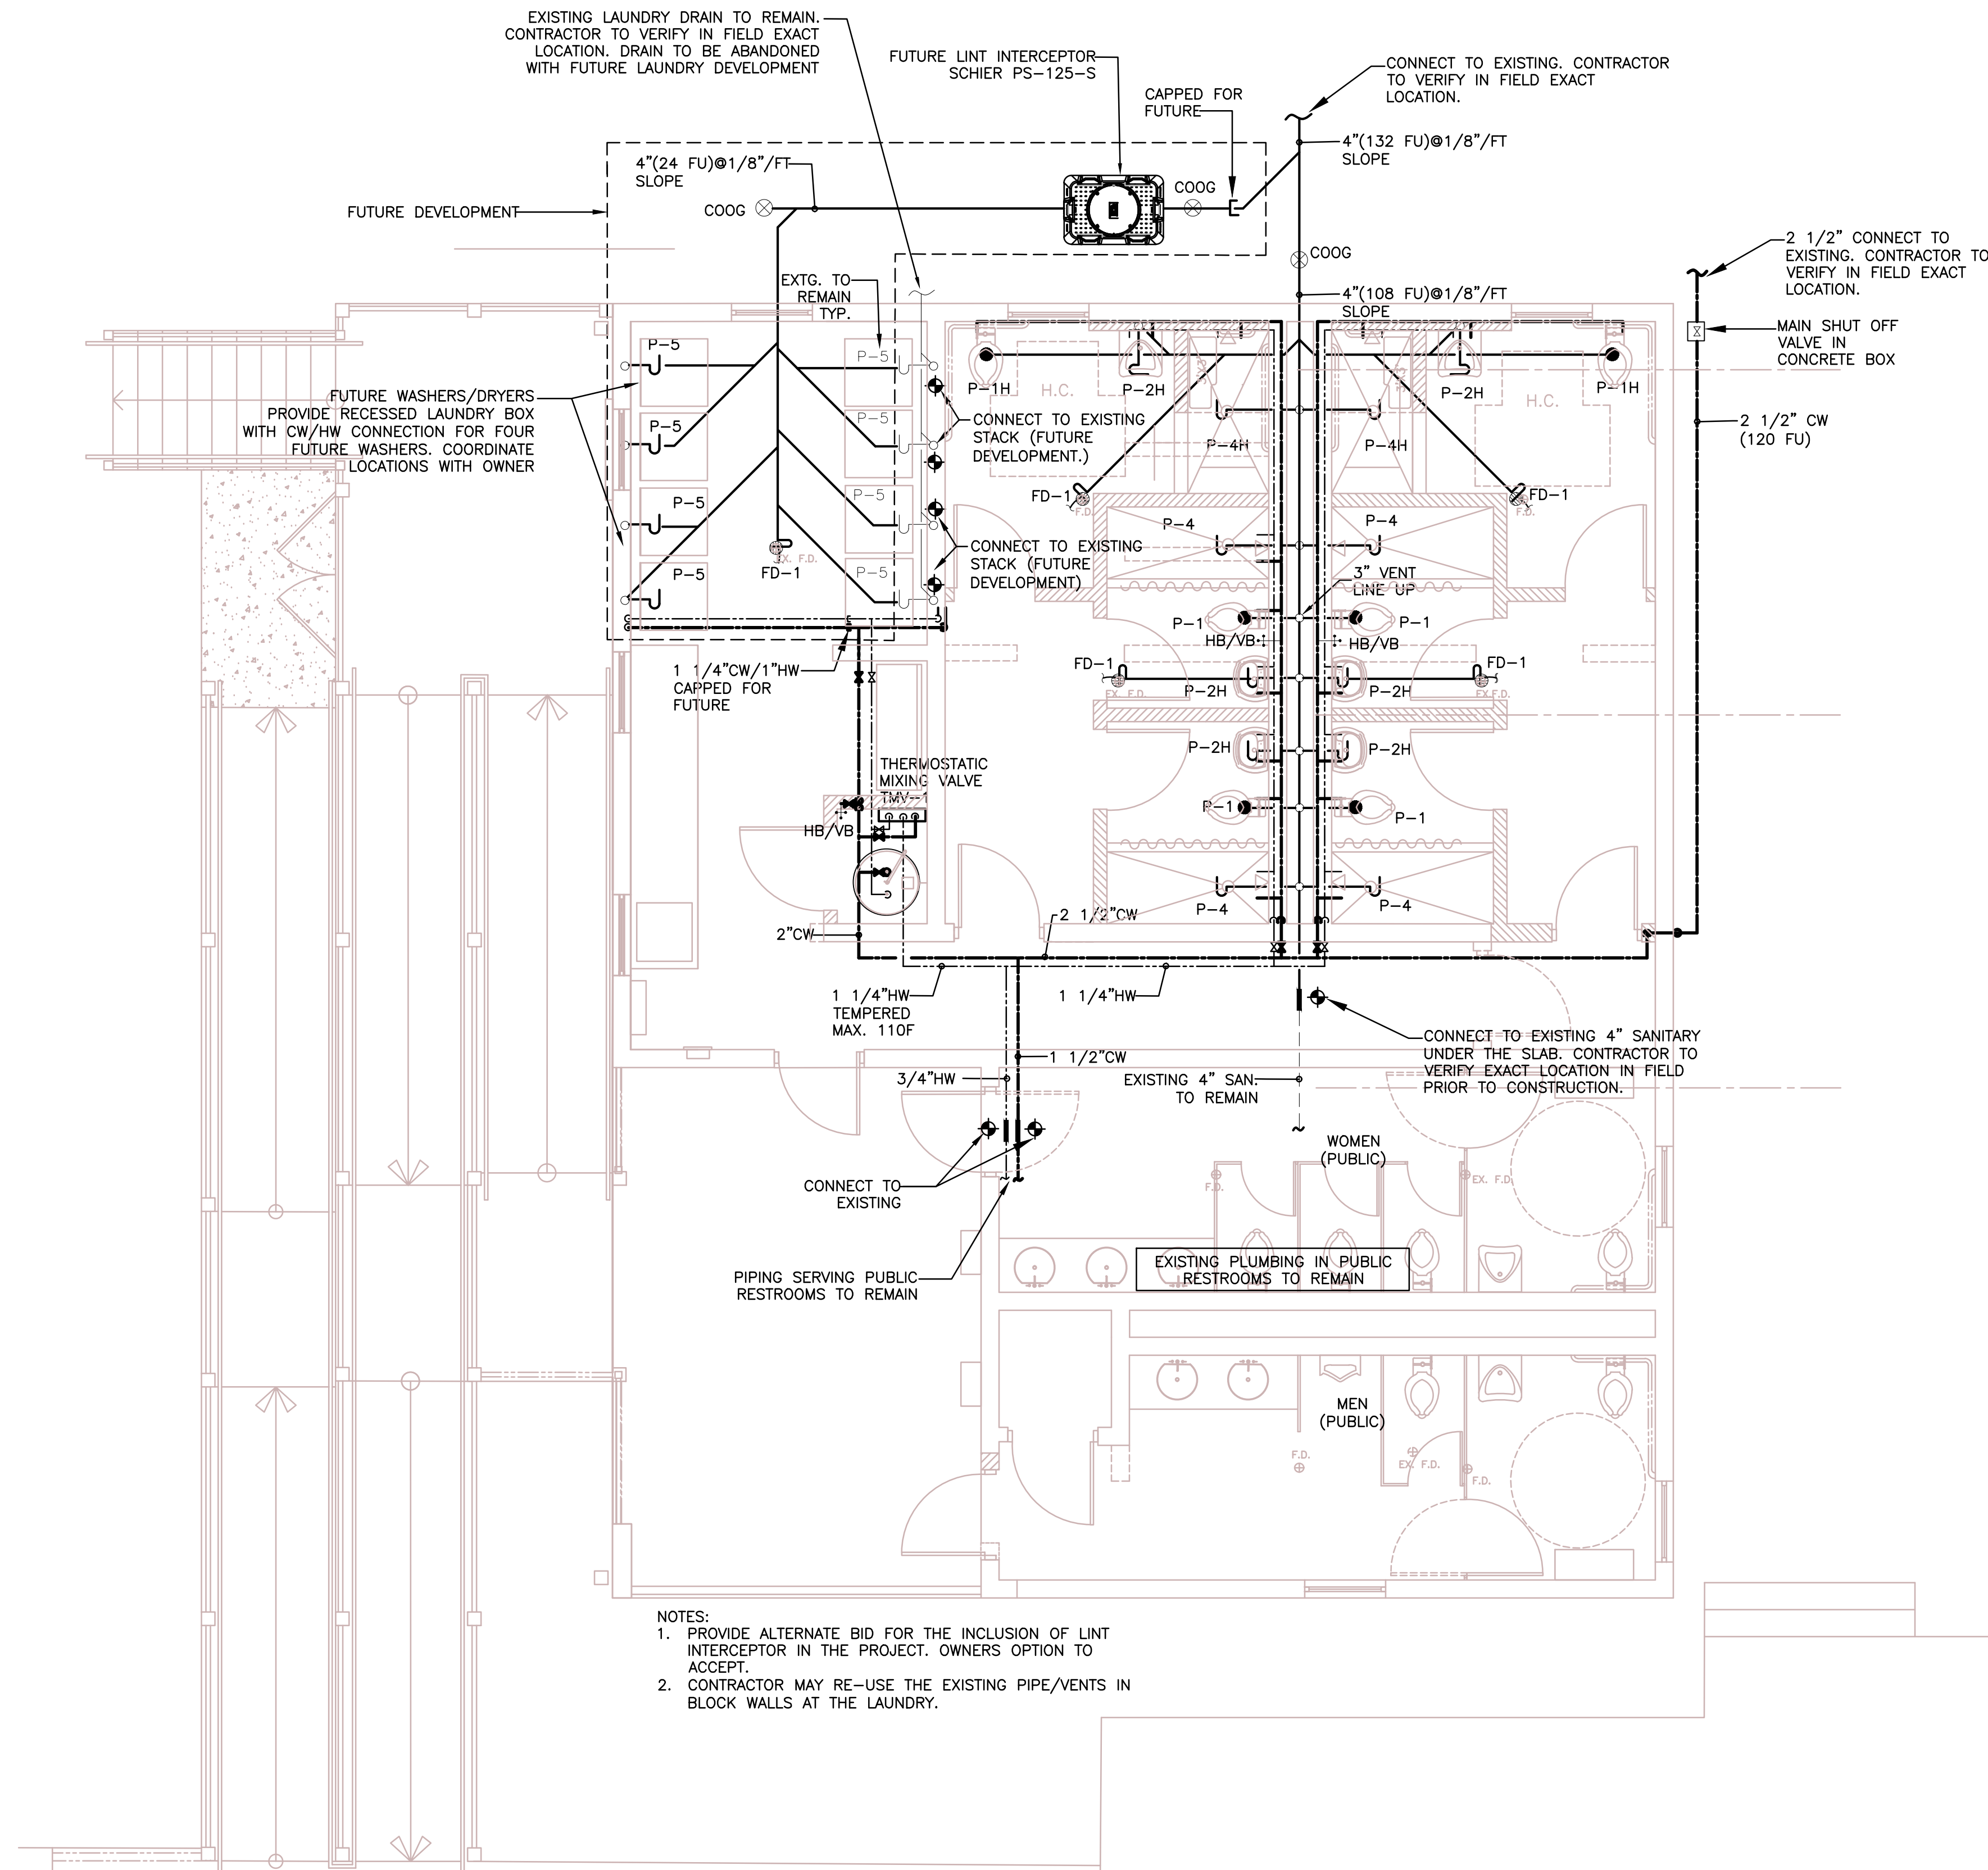 EXISTING LAUNDRY DRAIN TO REMAIN.
CONTRACTOR TO VERIFY IN FIELD EXACT
LOCATION. DRAIN TO BE ABANDONED
WITH FUTURE LAUNDRY DEVELOPMENT
FUTURE LINT INTERCEPTOR
SCHIER PS-125-S
CAPPED FOR
FUTURE
CONNECT TO EXISTING. CONTRACTOR
TO VERIFY IN FIELD EXACT
LOCATION.
4"(132 FU)@1/8"/FT
SLOPE
4"(24 FU)@1/8"/FT
SLOPE
COOG
COOG
FUTURE DEVELOPMENT
COOG
2 1/2" CONNECT TO
EXISTING. CONTRACTOR TO
VERIFY IN FIELD EXACT
LOCATION.
EXTG. TO
REMAIN
TYP.
4"(108 FU)@1/8"/FT
SLOPE
MAIN SHUT OFF
VALVE IN
CONCRETE BOX
P-5
P-5
P-1H
H.C.
P-2H
P-2H
H.C.
P-1H
FUTURE WASHERS/DRYERS
PROVIDE RECESSED LAUNDRY BOX
WITH CW/HW CONNECTION FOR FOUR
FUTURE WASHERS. COORDINATE
LOCATIONS WITH OWNER
P-5
P-5
CONNECT TO EXISTING
STACK (FUTURE
DEVELOPMENT.)
P-4H
P-4H
2 1/2" CW
(120 FU)
P-5
P-5
FD-1
F.D.
FD-1
F.D.
P-4
P-4
CONNECT TO EXISTING
STACK (FUTURE
DEVELOPMENT)
EX. F.D.
FD-1
P-5
P-5
3" VENT
LINE UP
P-1
P-1
HB/VB
HB/VB
1 1/4"CW/1"HW
CAPPED FOR
FUTURE
FD-1
EX. F.D.
P-2H
P-2H
FD-1
EX.F.D.
P-2H
P-2H
THERMOSTATIC
MIXING VALVE
TMV-1
HB/VB
P-1
P-1
P-4
P-4
2"CW
2 1/2"CW
1 1/4"HW
TEMPERED
MAX. 110F
1 1/4"HW
CONNECT TO EXISTING 4" SANITARY
UNDER THE SLAB. CONTRACTOR TO
VERIFY EXACT LOCATION IN FIELD
PRIOR TO CONSTRUCTION.
1 1/2"CW
3/4"HW
EXISTING 4" SAN.
TO REMAIN
WOMEN
(PUBLIC)
CONNECT TO
EXISTING
F.D.
EX. F.D.
EXISTING PLUMBING IN PUBLIC
RESTROOMS TO REMAIN
PIPING SERVING PUBLIC
RESTROOMS TO REMAIN
MEN
(PUBLIC)
F.D.
EX. F.D.
F.D.
NOTES:
1. PROVIDE ALTERNATE BID FOR THE INCLUSION OF LINT
INTERCEPTOR IN THE PROJECT. OWNERS OPTION TO
ACCEPT.
2. CONTRACTOR MAY RE-USE THE EXISTING PIPE/VENTS IN
BLOCK WALLS AT THE LAUNDRY.